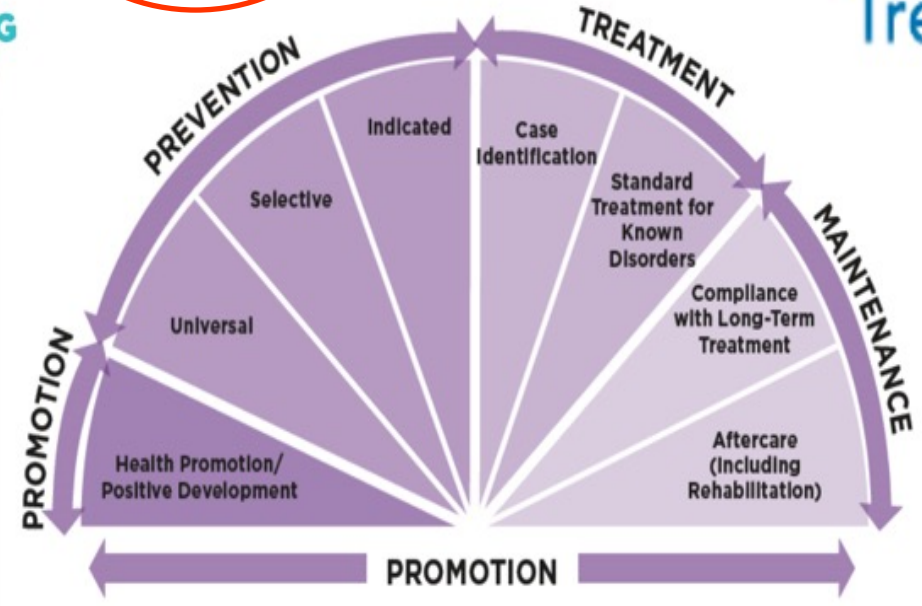 G
Tre
PREVENTION
TREATMENT
Indicated
Case
Identification
Selective
Standard
Treatment for
Known
Disorders
MAINTENANCE
Universal
Compliance
with Long-Term
Treatment
PROMOTION
Health Promotion/
Positive Development
Aftercare
(Including
Rehabilitation)
PROMOTION